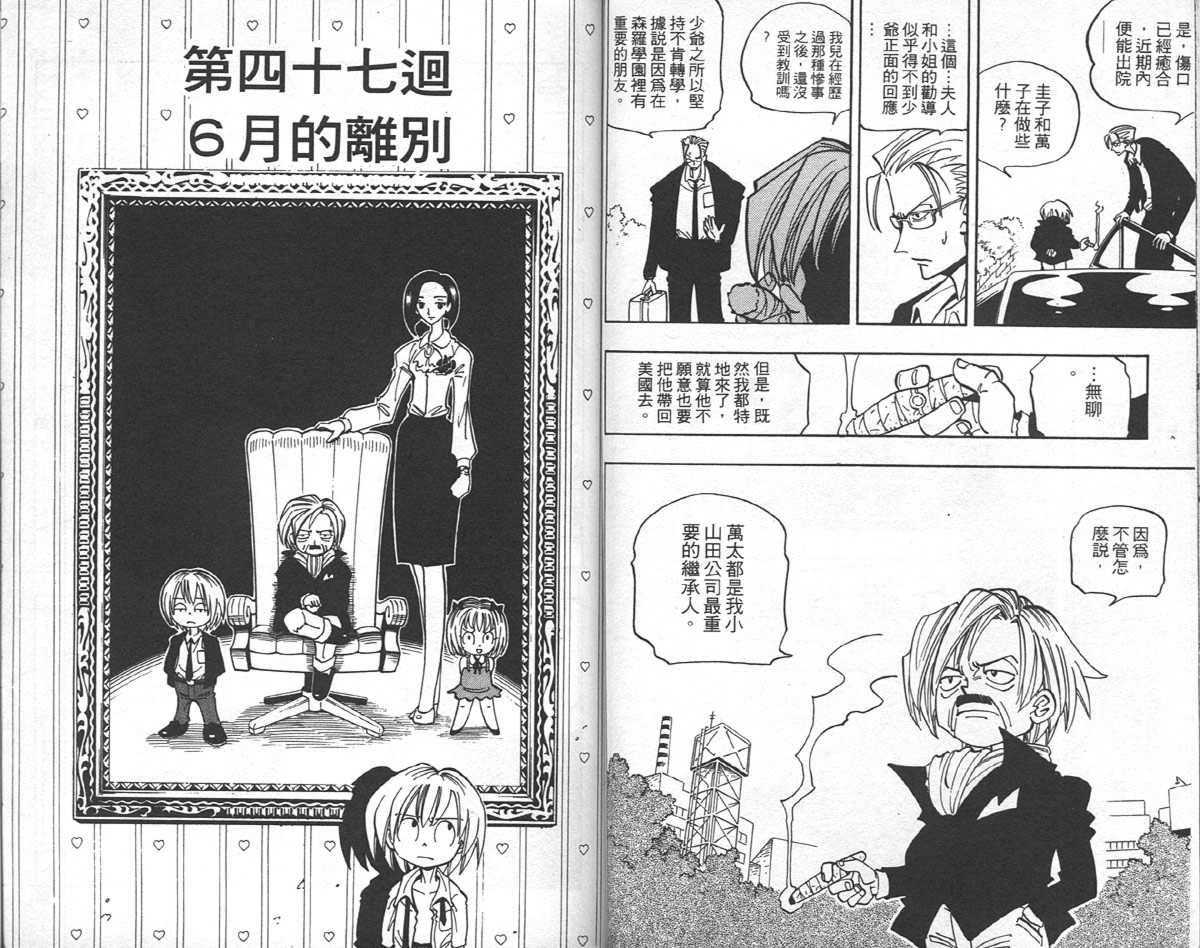 是，傷口
已經癒合
，近期內
便能出院
圭子和萬
子在做些
什麼？
…這個…夫人
和小姐的勸導
似乎得不到少
爺正面的回應
…
我兒在經歷
過那種慘事
之後，還沒
受到教訓嗎
？
少爺之所以堅
持不肯轉學，
據說是因為在
森羅學園裡有
重要的朋友。
…無聊
。
但是，既
然我都特
地來了，
就算他不
願意也要
把他帶回
美國去。
因為，
不管怎
麼說，
萬太都是我小
山田公司最重
要的繼承人
。
第四十七迴
6月的離別